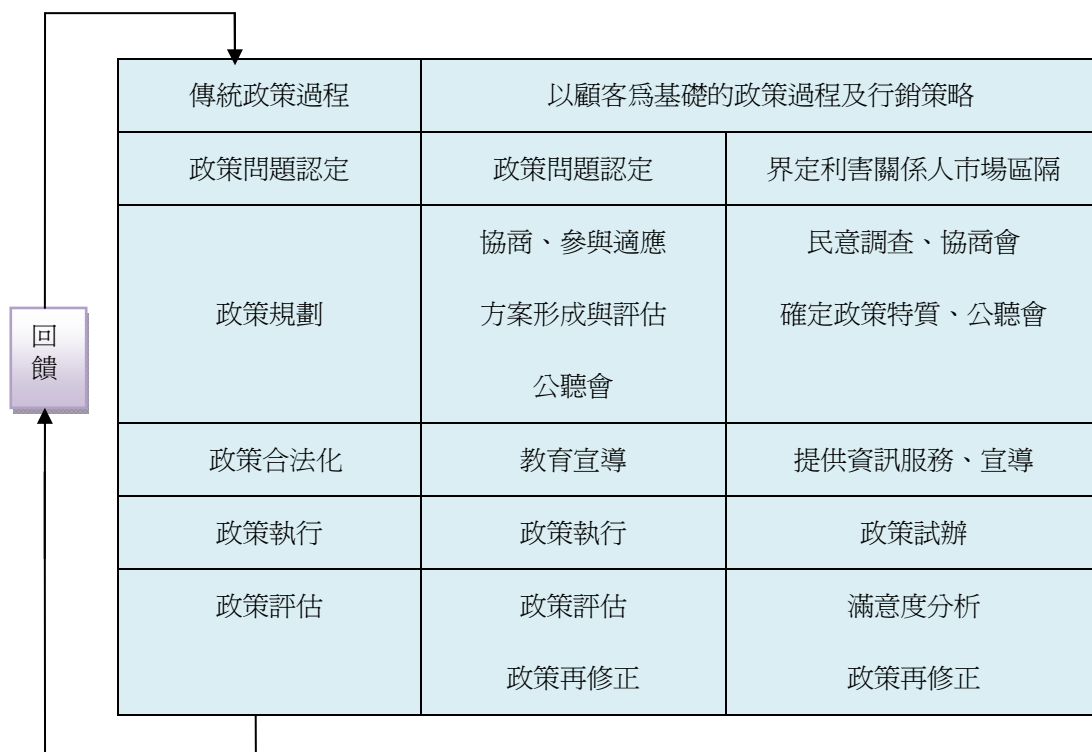 傳統政策過程
以顧客爲基礎的政策過程及行銷策略
政策問題認定
政策問題認定
界定利害關係人市場區隔
政策規劃
協商、參與適應
方案形成與評估
公聽會
民意調查、協商會
確定政策特質、公聽會
政策合法化
教育宣導
提供資訊服務、宣導
政策執行
政策執行
政策試辦
政策評估
政策評估
政策再修正
滿意度分析
政策再修正
回
饋